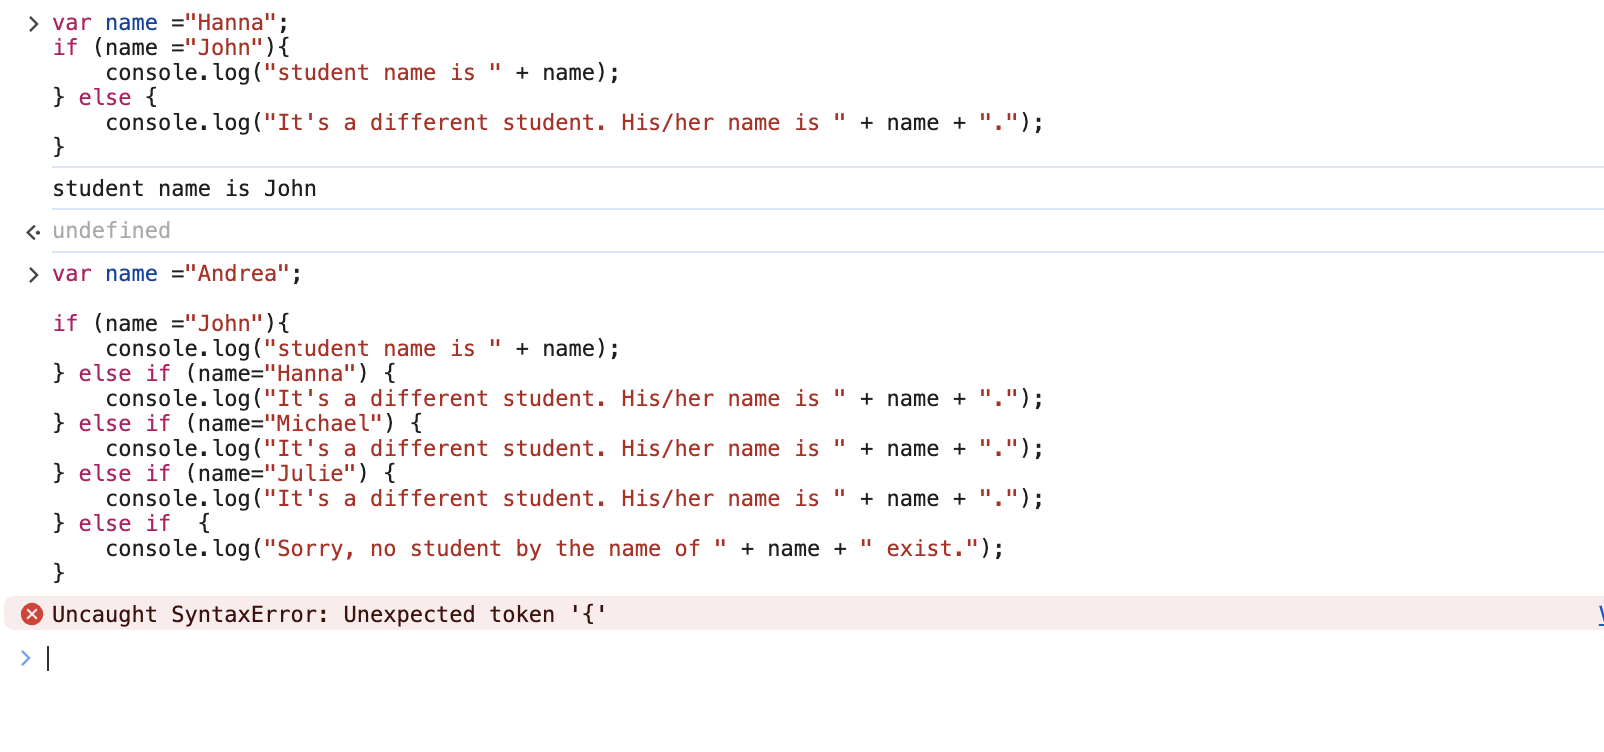 var name ="Hanna";
if (name ="John"){
    console.log("student name is " + name);
} else {
    console.log("It's a different student. His/her name is " + name + ".");
}
student name is John
undefined
var name ="Andrea";

if (name ="John"){
    console.log("student name is " + name);
} else if (name="Hanna") {
    console.log("It's a different student. His/her name is " + name + ".");
} else if (name="Michael") {
    console.log("It's a different student. His/her name is " + name + ".");
} else if (name="Julie") {
    console.log("It's a different student. His/her name is " + name + ".");
} else if  {
    console.log("Sorry, no student by the name of " + name + " exist.");
}
Uncaught SyntaxError: Unexpected token '{'